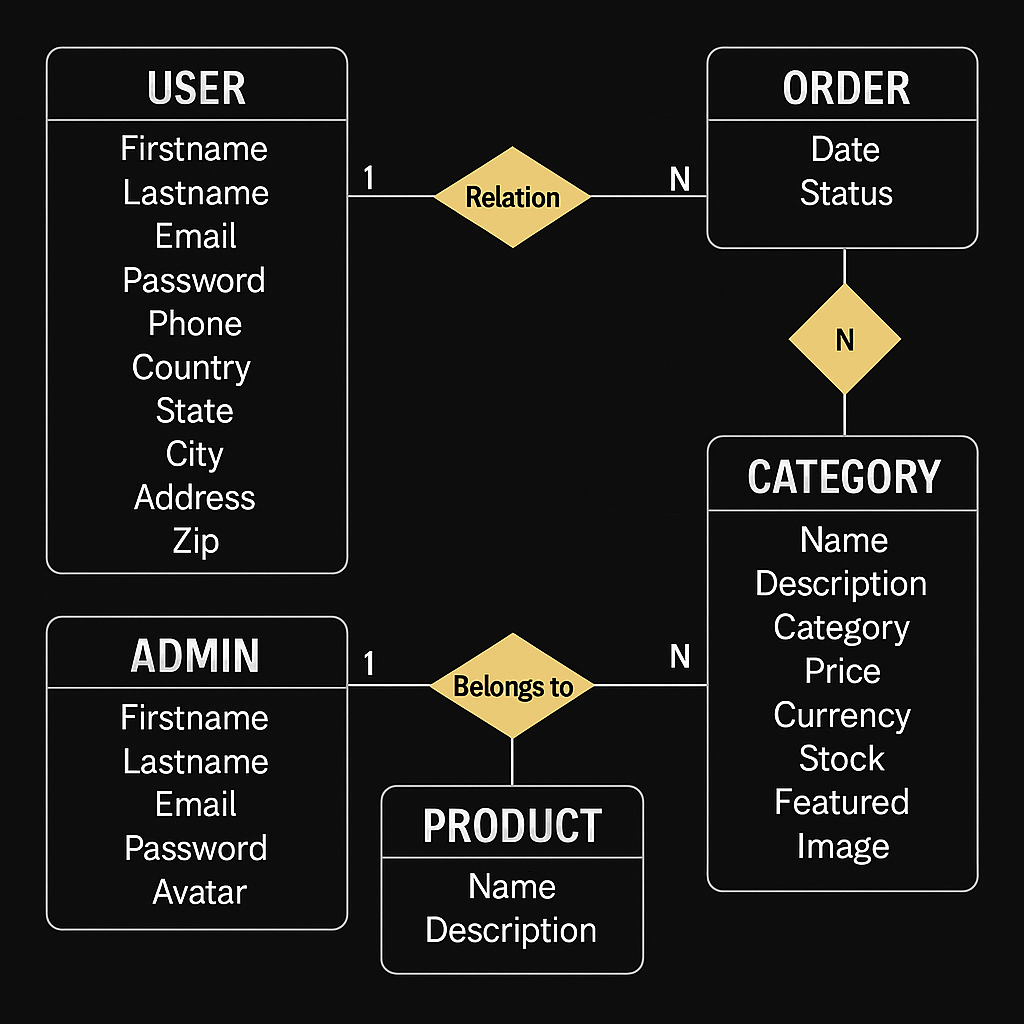 USER
Firstname
Lastname
Email
Password
Phone
Country
State
City
Address
Zip
1
Relation
N
ORDER
Date
Status
N
CATEGORY
Name
Description
Category
Price
Currency
Stock
Featured
Image
ADMIN
Firstname
Lastname
Email
Password
Avatar
1
Belongs to
N
PRODUCT
Name
Description